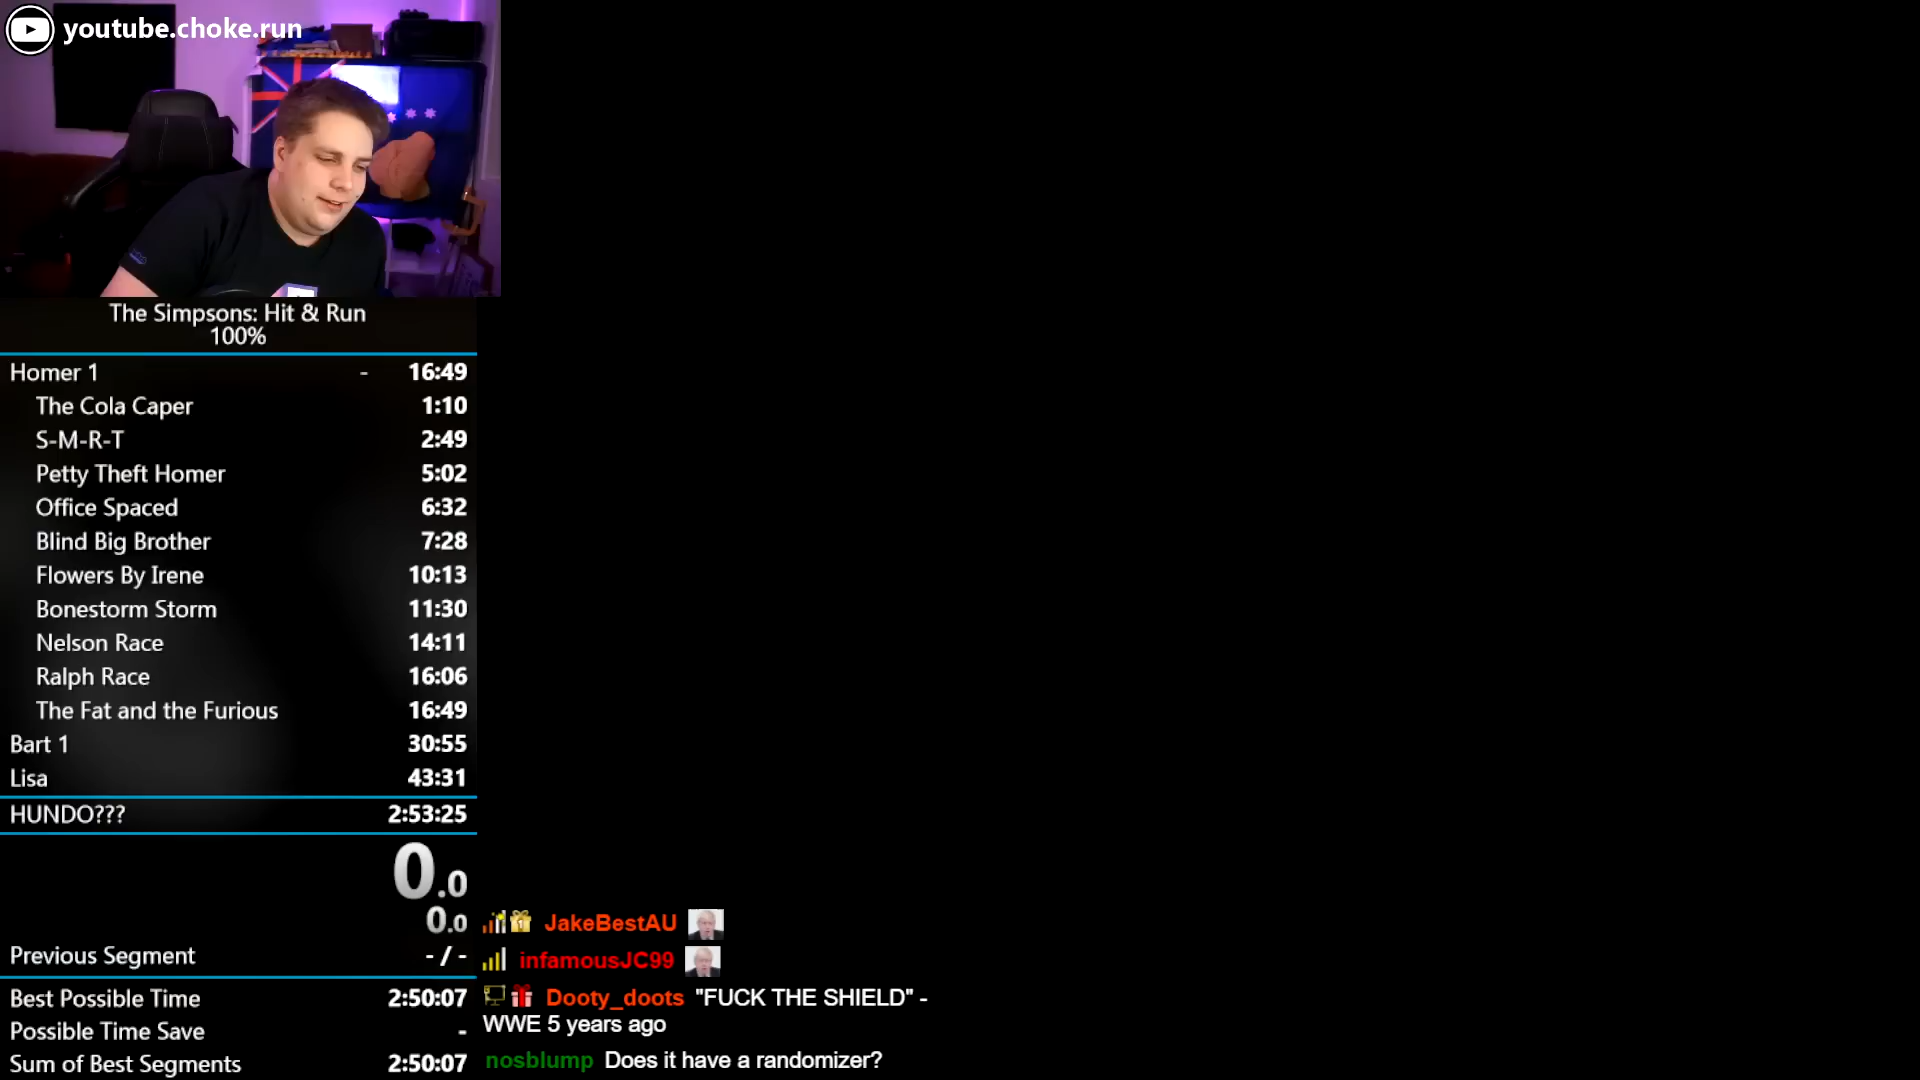 youtube.choke.run
The Simpsons: Hit & Run
100%
Homer 1 - 16:49
The Cola Caper 1:10
S-M-R-T 2:49
Petty Theft Homer 5:02
Office Spaced 6:32
Blind Big Brother 7:28
Flowers By Irene 10:13
Bonestorm Storm 11:30
Nelson Race 14:11
Ralph Race 16:06
The Fat and the Furious 16:49
Bart 1 30:55
Lisa 43:31
HUNDO??? 2:53:25
0.0
0.0
Previous Segment - / -
Best Possible Time 2:50:07
Possible Time Save -
Sum of Best Segments 2:50:07
JakeBestAU
infamousJC99
Dooty_doots "FUCK THE SHIELD" -
WWE 5 years ago
nosblump Does it have a randomizer?